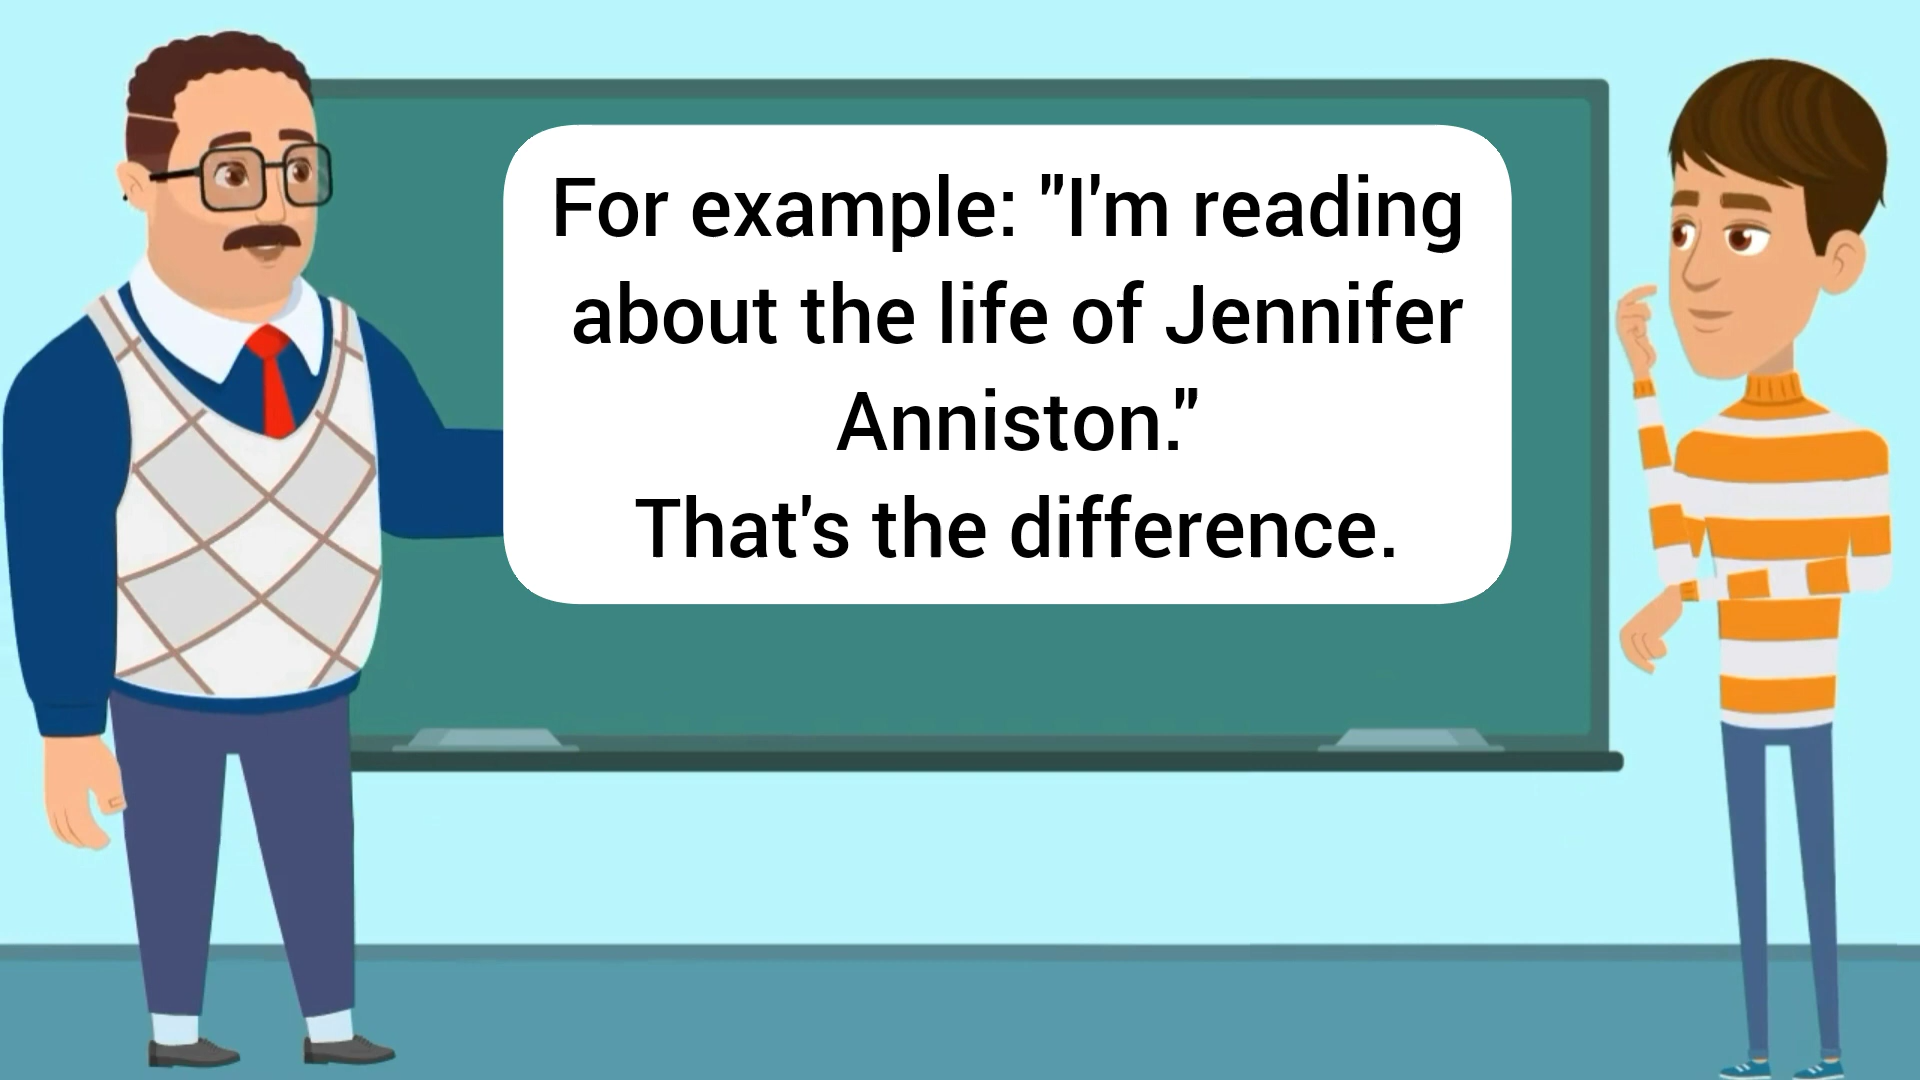 For example: "I'm reading
about the life of Jennifer
Anniston."
That's the difference.